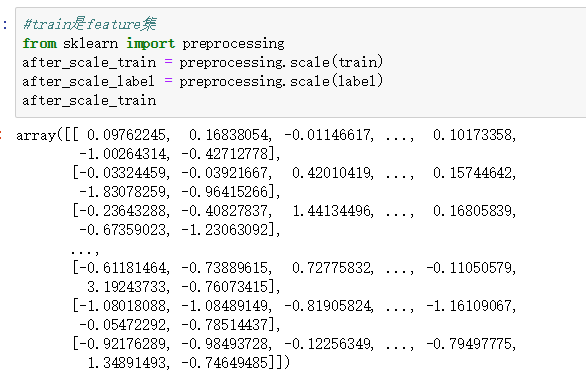 : #train是feature集
from sklearn import preprocessing
after_scale_train = preprocessing.scale(train)
after_scale_label = preprocessing.scale(label)
after_scale_train
: array([[ 0.09762245,  0.16838054, -0.01146617, ...,  0.10173358,
-1.00264314, -0.42712778],
[-0.03324459, -0.03921667,  0.42010419, ...,  0.15744642,
-1.83078259, -0.96415266],
[-0.23643288, -0.40827837,  1.44134496, ...,  0.16805839,
-0.67359023, -1.23063092],
...,
[-0.61181464, -0.73889615,  0.72775832, ..., -0.11050579,
3.19243733, -0.76073415],
[-1.08018088, -1.08489149, -0.81905824, ..., -1.16109067,
-0.05472292, -0.78514437],
[-0.92176289, -0.98493728, -0.12256349, ..., -0.79497775,
1.34891493, -0.74649485]])